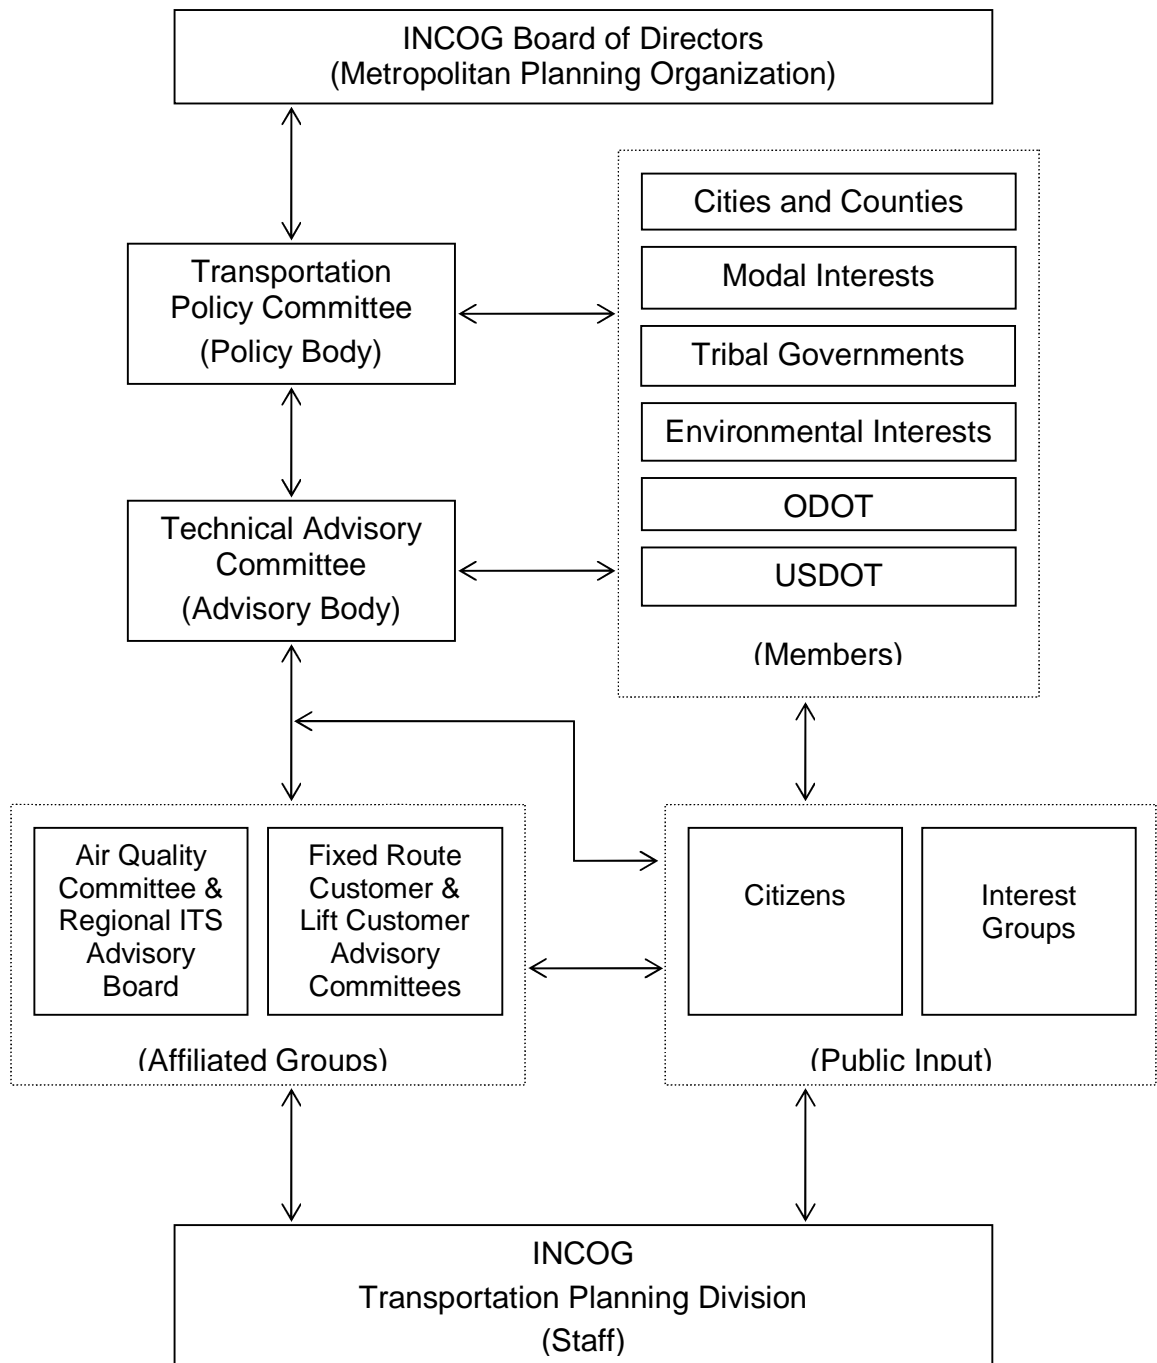 INCOG Board of Directors
(Metropolitan Planning Organization)
Transportation
Policy Committee
(Policy Body)
Cities and Counties
Modal Interests
Tribal Governments
Environmental Interests
ODOT
USDOT
(Members)
Technical Advisory
Committee
(Advisory Body)
Air Quality
Committee &
Regional ITS
Advisory
Board
Fixed Route
Customer &
Lift Customer
Advisory
Committees
(Affiliated Groups)
Citizens
Interest
Groups
(Public Input)
INCOG
Transportation Planning Division
(Staff)